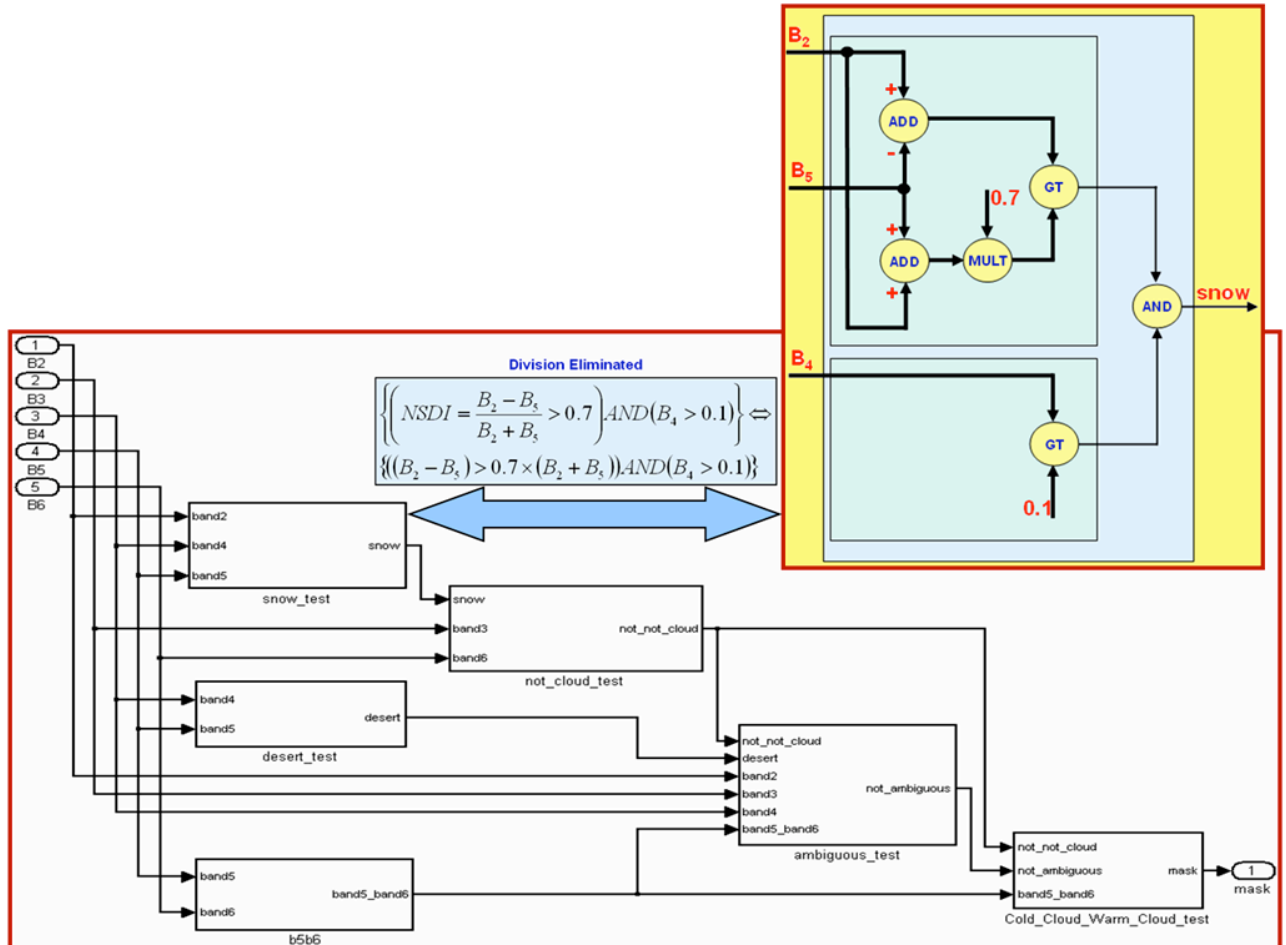 B2
ADD
+
-
B5
GT
0.7
+
ADD
MULT
+
snow
AND
B4
GT
0.1
1
B2
2
B3
3
B4
4
B5
5
B6
Division Eliminated
{(NSDI = (B2 − B5)/(B2 + B5) > 0.7) AND(B4 > 0.1)} ⇔
{((B2 − B5) > 0.7 × (B2 + B5))AND(B4 > 0.1)}
band2
band4
snow
band5
snow_test
snow
band3
not_not_cloud
band6
not_cloud_test
band4
desert
band5
desert_test
not_not_cloud
desert
band2
band3
not_ambiguous
band4
band5_band6
ambiguous_test
band5
band5_band6
band6
b5b6
not_not_cloud
not_ambiguous
mask
band5_band6
Cold_Cloud_Warm_Cloud_test
1
mask